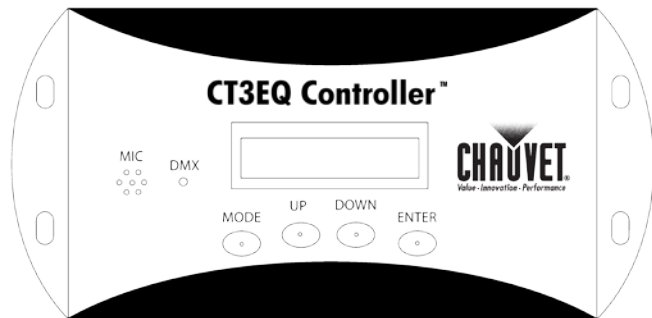 CT3EQ Controller™
MIC
DMX
CHAUVET®
Value · Innovation · Performance
MODE
UP
DOWN
ENTER